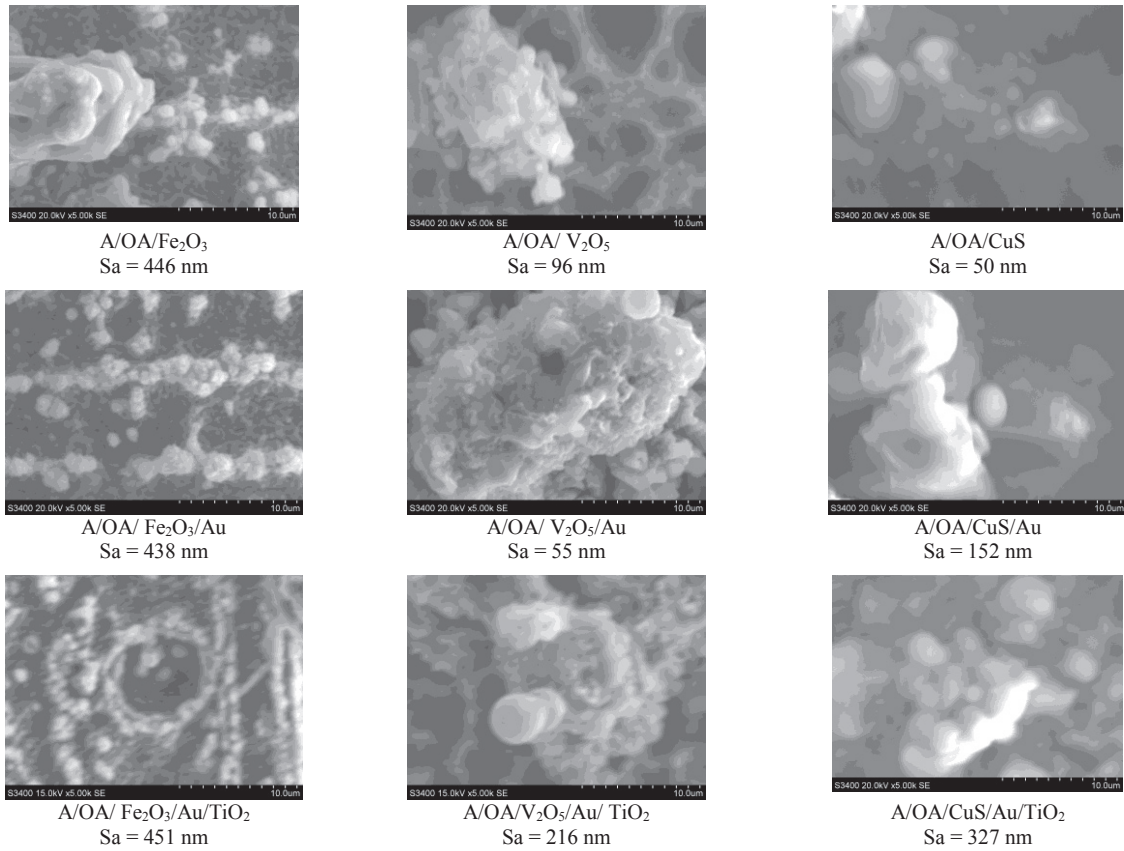 S3400 20.0kV x5.00k SE 10.0um
S3400 20.0kV x5.00k SE 10.0um
S3400 20.0kV x5.00k SE 10.0um
A/OA/Fe₂O₃
Sa = 446 nm
A/OA/ V₂O₅
Sa = 96 nm
A/OA/CuS
Sa = 50 nm
S3400 20.0kV x5.00k SE 10.0um
S3400 20.0kV x5.00k SE 10.0um
S3400 20.0kV x5.00k SE 10.0um
A/OA/ Fe₂O₃/Au
Sa = 438 nm
A/OA/ V₂O₅/Au
Sa = 55 nm
A/OA/CuS/Au
Sa = 152 nm
S3400 15.0kV x5.00k SE 10.0um
S3400 15.0kV x5.00k SE 10.0um
S3400 20.0kV x5.00k SE 10.0um
A/OA/ Fe₂O₃/Au/TiO₂
Sa = 451 nm
A/OA/V₂O₅/Au/ TiO₂
Sa = 216 nm
A/OA/CuS/Au/TiO₂
Sa = 327 nm